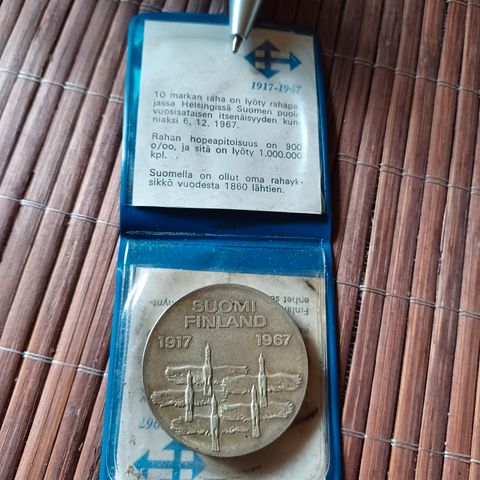 1917-1967
10 markan raha on lyöty rahapa-
jassa Helsingissä Suomen puoli-
vuosisataisen itsenäisyyden kun-
niaksi 6. 12. 1967.
Rahan hopeapitoisuus on 900
o/oo, ja sitä on lyöty 1.000.000
kpl.
Suomella on ollut oma rahayk-
sikkö vuodesta 1860 lähtien.
SUOMI
FINLAND
1917 1967